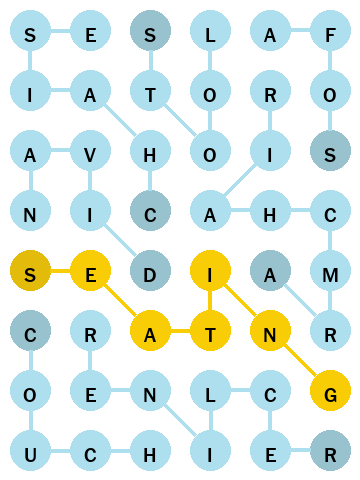 S E S L A F
I A T O R O
A V H O I S
N I C A H C
S E D I A M
C R A T N R
O E N L C G
U C H I E R